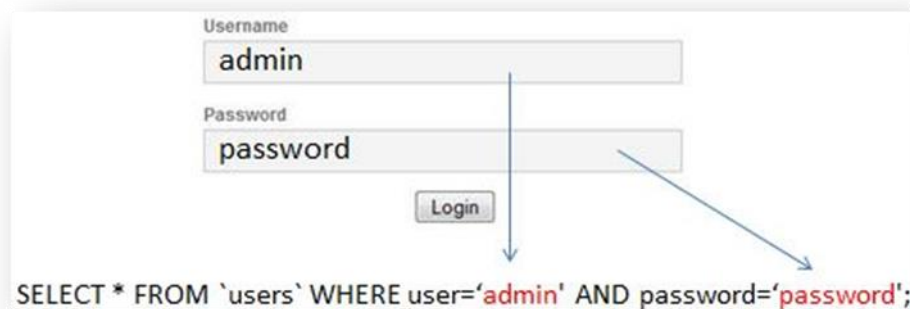 Username
admin
Password
password
Login
SELECT * FROM `users` WHERE user=‘admin' AND password=‘password';